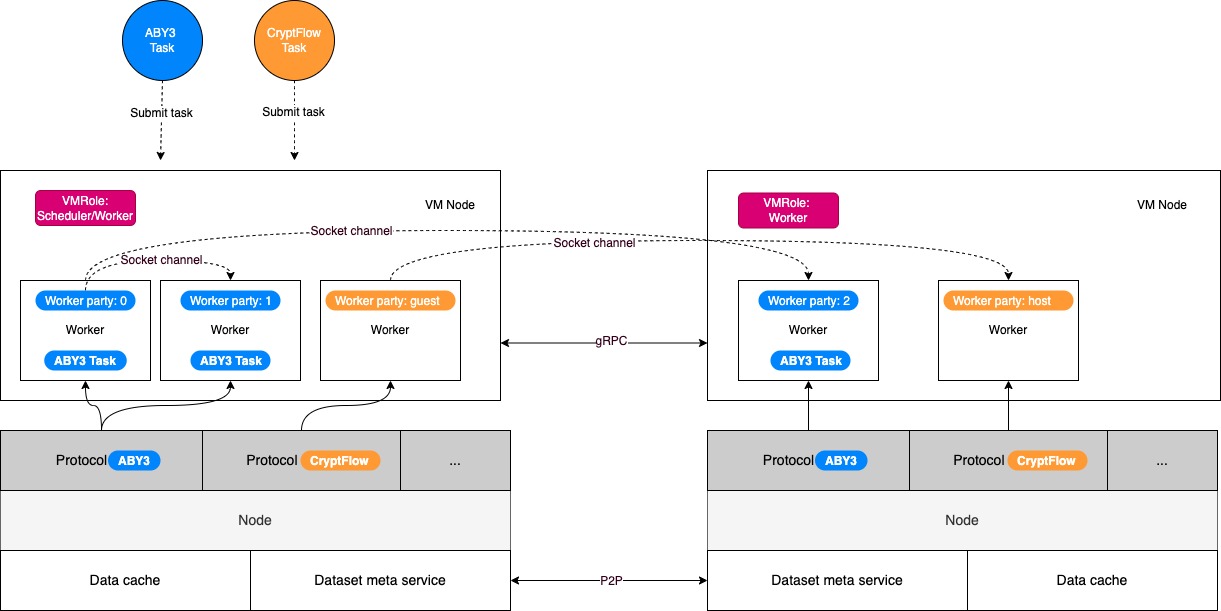 ABY3
Task
CryptFlow
Task
Submit task
Submit task
VMRole:
Scheduler/Worker
VM Node
VMRole:
Worker
VM Node
Socket channel
Socket channel
Socket channel
Worker party: 0
Worker
ABY3 Task
Worker party: 1
Worker
ABY3 Task
Worker party: guest
Worker
gRPC
Worker party: 2
Worker
ABY3 Task
Worker party: host
Worker
Protocol ABY3
Protocol CryptFlow
...
Protocol ABY3
Protocol CryptFlow
...
Node
Node
Data cache
Dataset meta service
P2P
Dataset meta service
Data cache